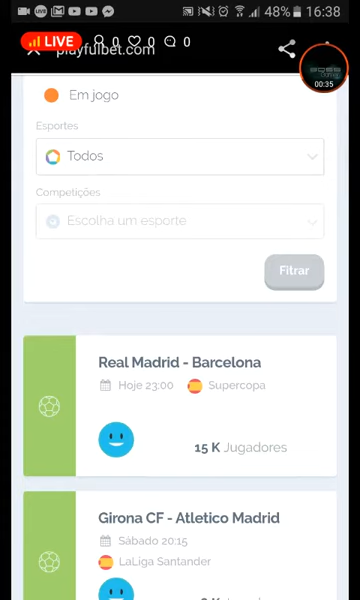 48% 16:38
LIVE 0 0 0
playfulbet.com
00:35
Em jogo
Esportes
Todos
Competições
Escolha um esporte
Filtrar
Real Madrid - Barcelona
Hoje 23:00 Supercopa
15 K Jugadores
Girona CF - Atletico Madrid
Sábado 20:15
LaLiga Santander